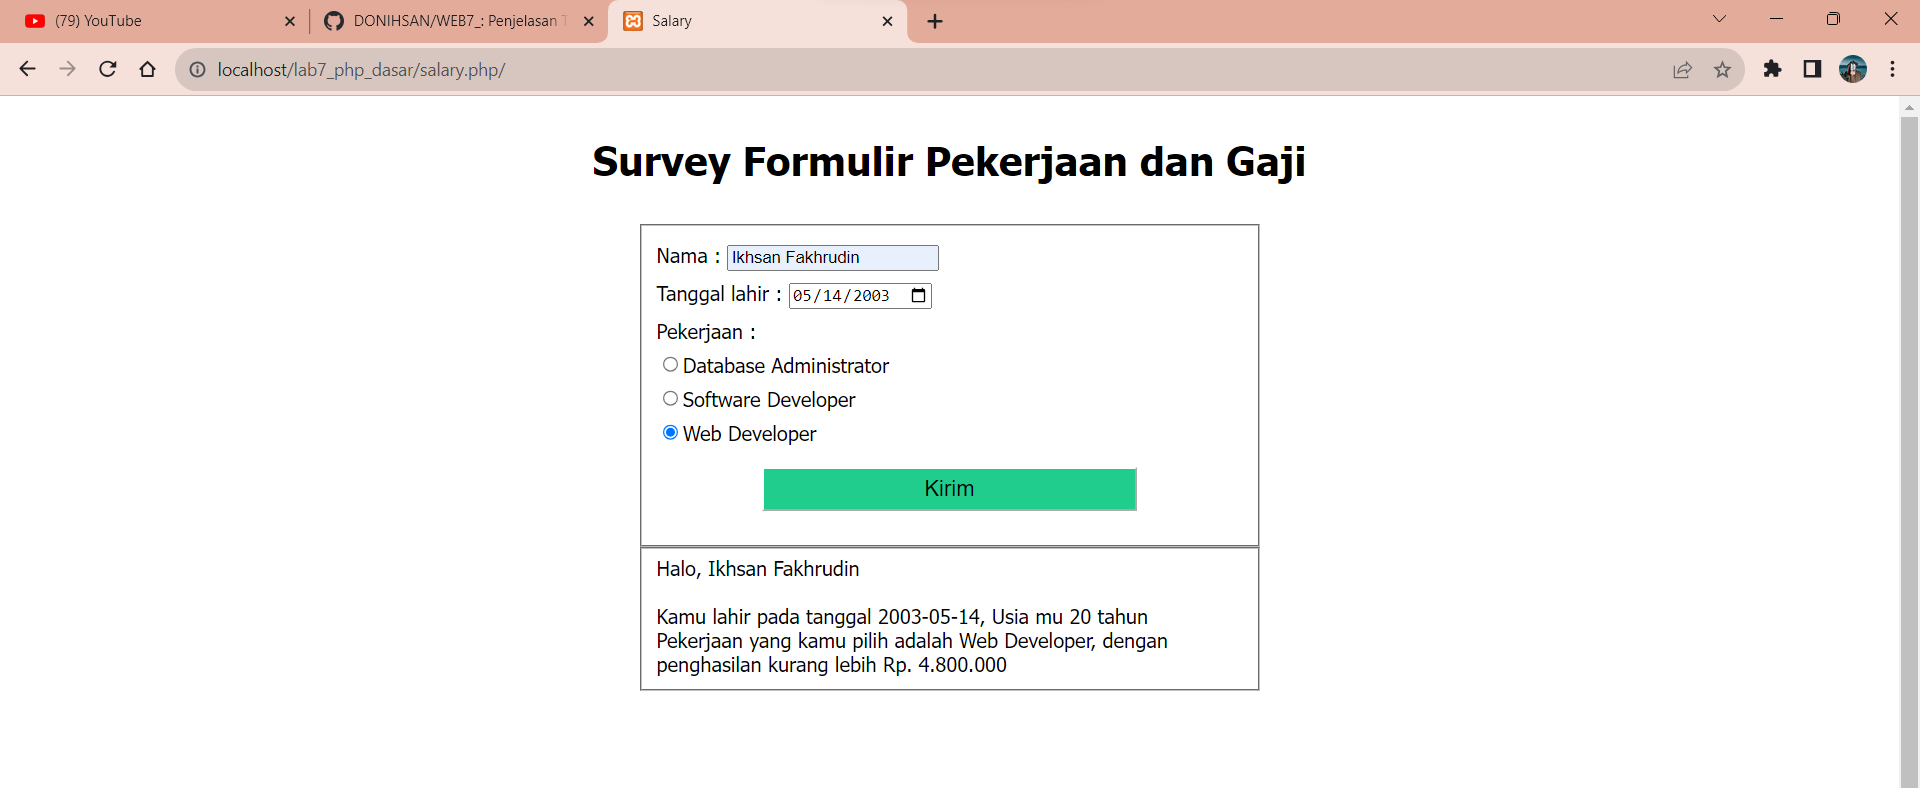 (79) YouTube
DONIHSAN/WEB7_: Penjelasan T
Salary
localhost/lab7_php_dasar/salary.php/
Survey Formulir Pekerjaan dan Gaji
Nama : Ikhsan Fakhrudin
Tanggal lahir : 05/14/2003
Pekerjaan :
Database Administrator
Software Developer
Web Developer
Kirim
Halo, Ikhsan Fakhrudin
Kamu lahir pada tanggal 2003-05-14, Usia mu 20 tahun
Pekerjaan yang kamu pilih adalah Web Developer, dengan
penghasilan kurang lebih Rp. 4.800.000